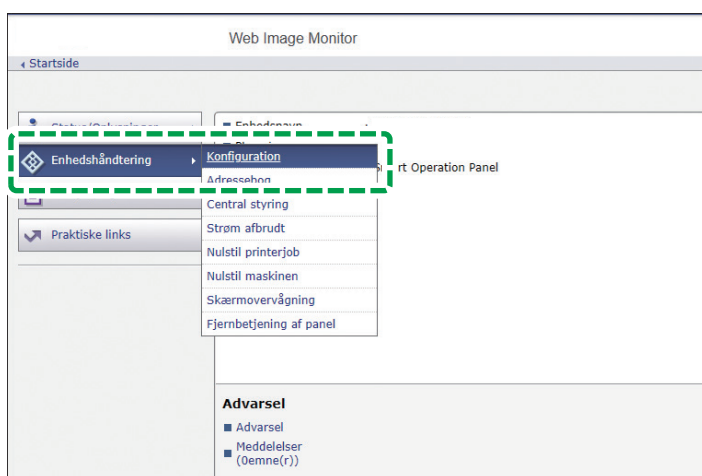 Web Image Monitor
Startside
Enhedshåndtering
Konfiguration
Adressebog
Central styring
Strøm afbrudt
Nulstil printerjob
Nulstil maskinen
Skærmovervågning
Fjernbetjening af panel
Praktiske links
rt Operation Panel
Advarsel
Advarsel
Meddelelser
(0emne(r))